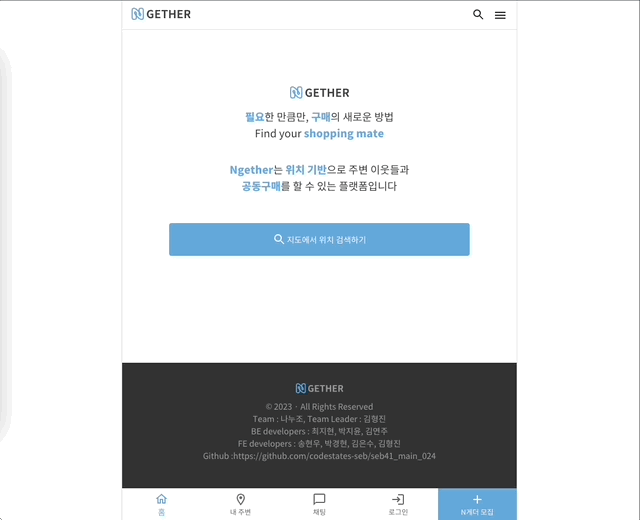 GETHER
GETHER
필요한 만큼만, 구매의 새로운 방법
Find your shopping mate
Ngether는 위치 기반으로 주변 이웃들과
공동구매를 할 수 있는 플랫폼입니다
지도에서 위치 검색하기
GETHER
© 2023 · All Rights Reserved
Team : 나누조, Team Leader : 김형진
BE developers : 최지현, 박지윤, 김연주
FE developers : 송현우, 박경현, 김은수, 김형진
Github :https://github.com/codestates-seb/seb41_main_024
홈 내 주변 채팅 로그인 N게더 모집